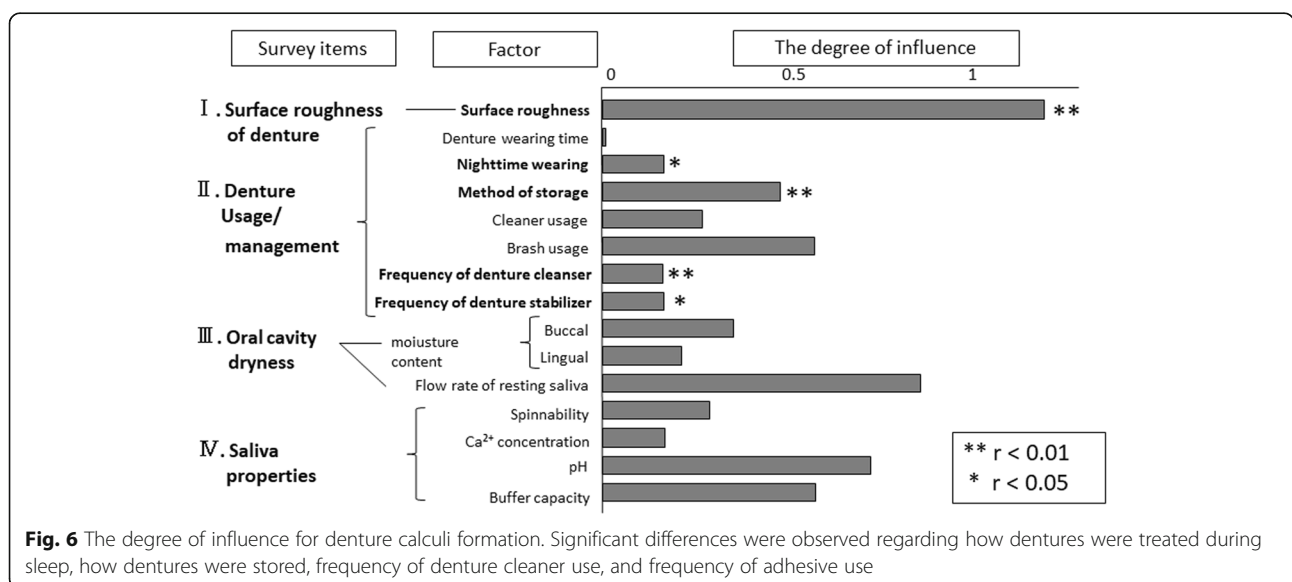 Survey items
Factor
The degree of influence
0
0.5
1
Ⅰ. Surface roughness
of denture
Surface roughness
**
Denture wearing time
Nighttime wearing
*
Ⅱ. Denture
Usage/
management
Method of storage
**
Cleaner usage
Brash usage
Frequency of denture cleanser
**
Frequency of denture stabilizer
*
Ⅲ. Oral cavity
dryness
moiusture
content
Buccal
Lingual
Flow rate of resting saliva
Ⅳ. Saliva
properties
Spinnability
Ca²⁺ concentration
pH
Buffer capacity
** r < 0.01
* r < 0.05
Fig. 6 The degree of influence for denture calculi formation. Significant differences were observed regarding how dentures were treated during
sleep, how dentures were stored, frequency of denture cleaner use, and frequency of adhesive use